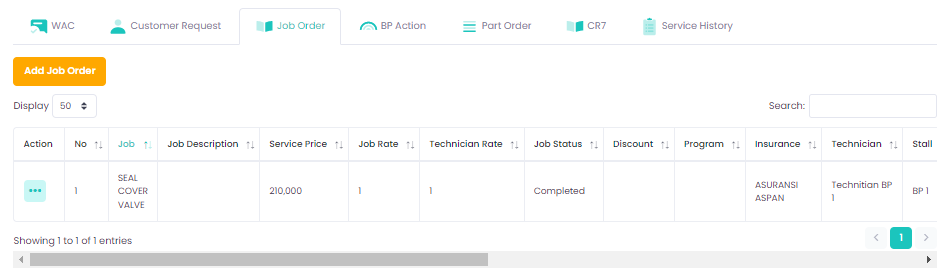 WAC Customer Request Job Order BP Action Part Order CR7 Service History
Add Job Order
Display 50 Search:
Action No Job Job Description Service Price Job Rate Technician Rate Job Status Discount Program Insurance Technician Stall
SEAL
COVER
VALVE
1 210,000 1 1 Completed
ASURANSI
ASPAN
Technitian BP
1
BP 1
Showing 1 to 1 of 1 entries
1